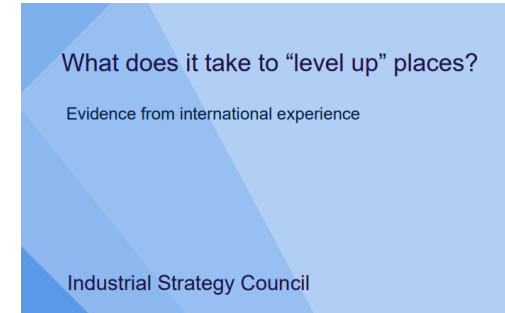 What does it take to “level up” places?
Evidence from international experience
Industrial Strategy Council